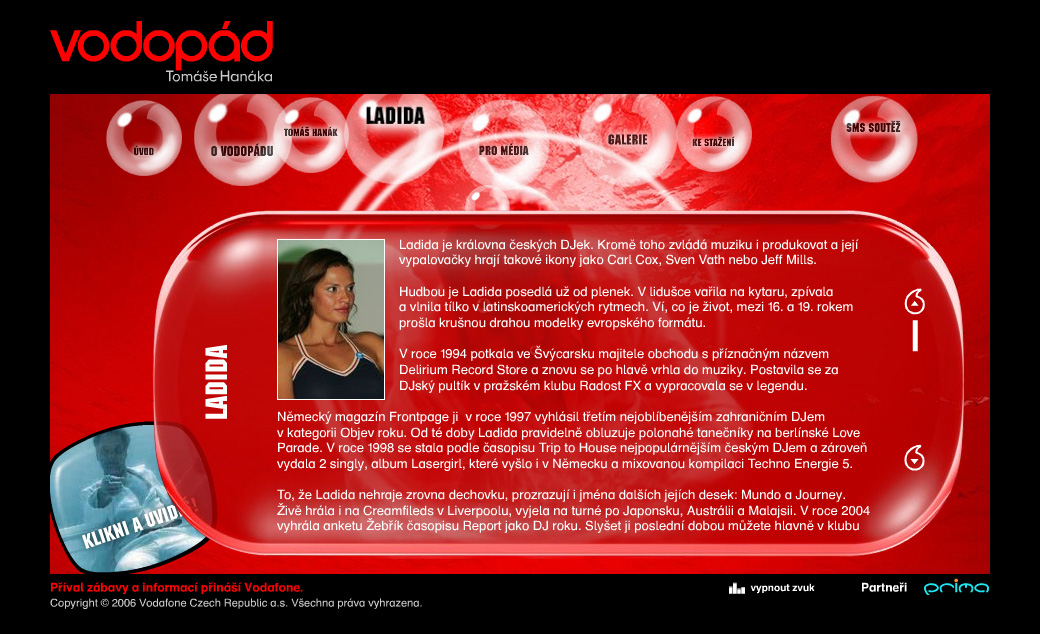 vodopád
Tomáše Hanáka
ÚVOD
O VODOPÁDU
TOMÁŠ HANÁK
LADIDA
PRO MÉDIA
GALERIE
KE STAŽENÍ
SMS SOUTĚŽ
LADIDA
Ladida je královna českých DJek. Kromě toho zvládá muziku i produkovat a její
vypalovačky hrají takové ikony jako Carl Cox, Sven Vath nebo Jeff Mills.
Hudbou je Ladida posedlá už od plenek. V lidušce vařila na kytaru, zpívala
a vlnila tílko v latinskoamerických rytmech. Ví, co je život, mezi 16. a 19. rokem
prošla krušnou drahou modelky evropského formátu.
V roce 1994 potkala ve Švýcarsku majitele obchodu s příznačným názvem
Delirium Record Store a znovu se po hlavě vrhla do muziky. Postavila se za
DJský pultík v pražském klubu Radost FX a vypracovala se v legendu.
Německý magazín Frontpage ji v roce 1997 vyhlásil třetím nejoblíbenějším zahraničním DJem
v kategorii Objev roku. Od té doby Ladida pravidelně obluzuje polonahé tanečníky na berlínské Love
Parade. V roce 1998 se stala podle časopisu Trip to House nejpopulárnějším českým DJem a zároveň
vydala 2 singly, album Lasergirl, které vyšlo i v Německu a mixovanou kompilaci Techno Energie 5.
To, že Ladida nehraje zrovna dechovku, prozrazují i jména dalších jejích desek: Mundo a Journey.
Živě hrála i na Creamfileds v Liverpoolu, vyjela na turné po Japonsku, Austrálii a Malajsii. V roce 2004
vyhrála anketu Žebřík časopisu Report jako DJ roku. Slyšet ji poslední dobou můžete hlavně v klubu
KLIKNI A UVIDÍŠ!
Příval zábavy a informací přináší Vodafone.
Copyright © 2006 Vodafone Czech Republic a.s. Všechna práva vyhrazena.
vypnout zvuk
Partneři
prima